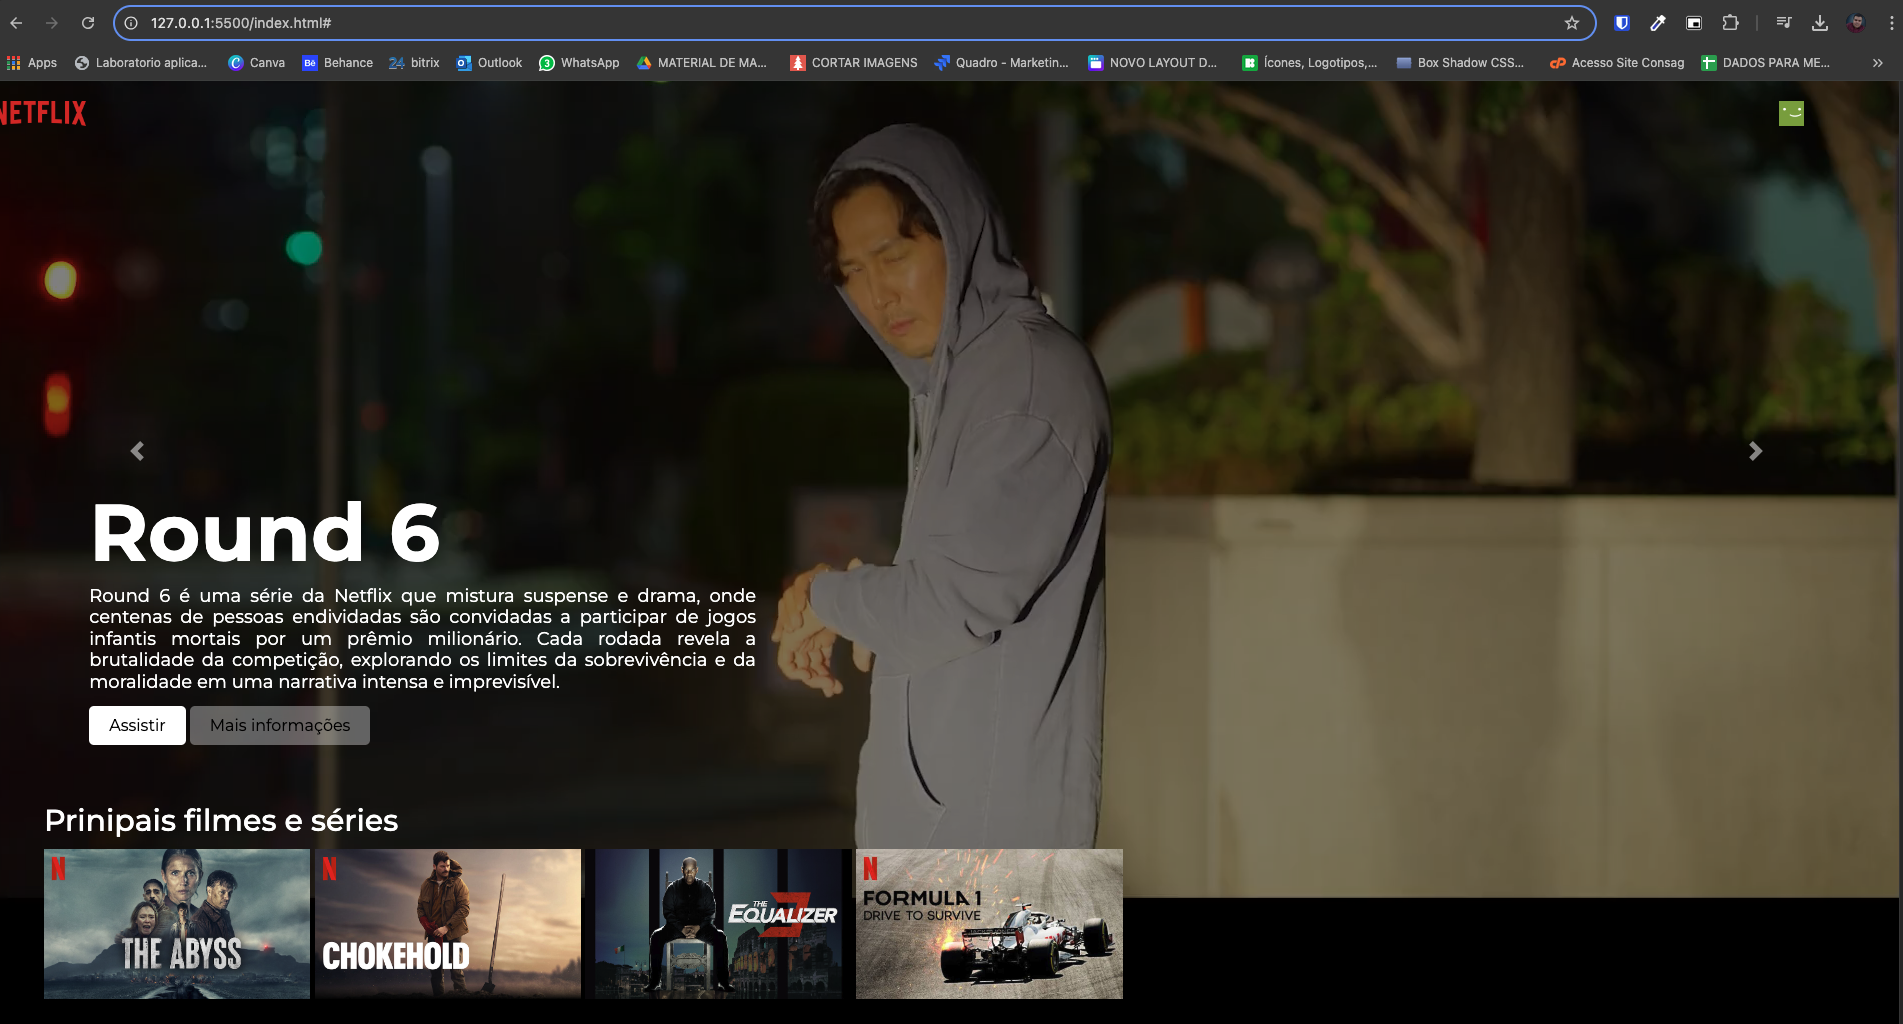 127.0.0.1:5500/index.html#
Apps
Laboratorio aplica...
Canva
Behance
bitrix
Outlook
WhatsApp
MATERIAL DE MA...
CORTAR IMAGENS
Quadro - Marketin...
NOVO LAYOUT D...
Ícones, Logotipos,...
Box Shadow CSS...
Acesso Site Consag
DADOS PARA ME...
NETFLIX
Round 6
Round 6 é uma série da Netflix que mistura suspense e drama, onde
centenas de pessoas endividadas são convidadas a participar de jogos
infantis mortais por um prêmio milionário. Cada rodada revela a
brutalidade da competição, explorando os limites da sobrevivência e da
moralidade em uma narrativa intensa e imprevisível.
Assistir
Mais informações
Prinipais filmes e séries
N
THE ABYSS
N
CHOKEHOLD
THE
EQUALIZER
3
N
FORMULA 1
DRIVE TO SURVIVE